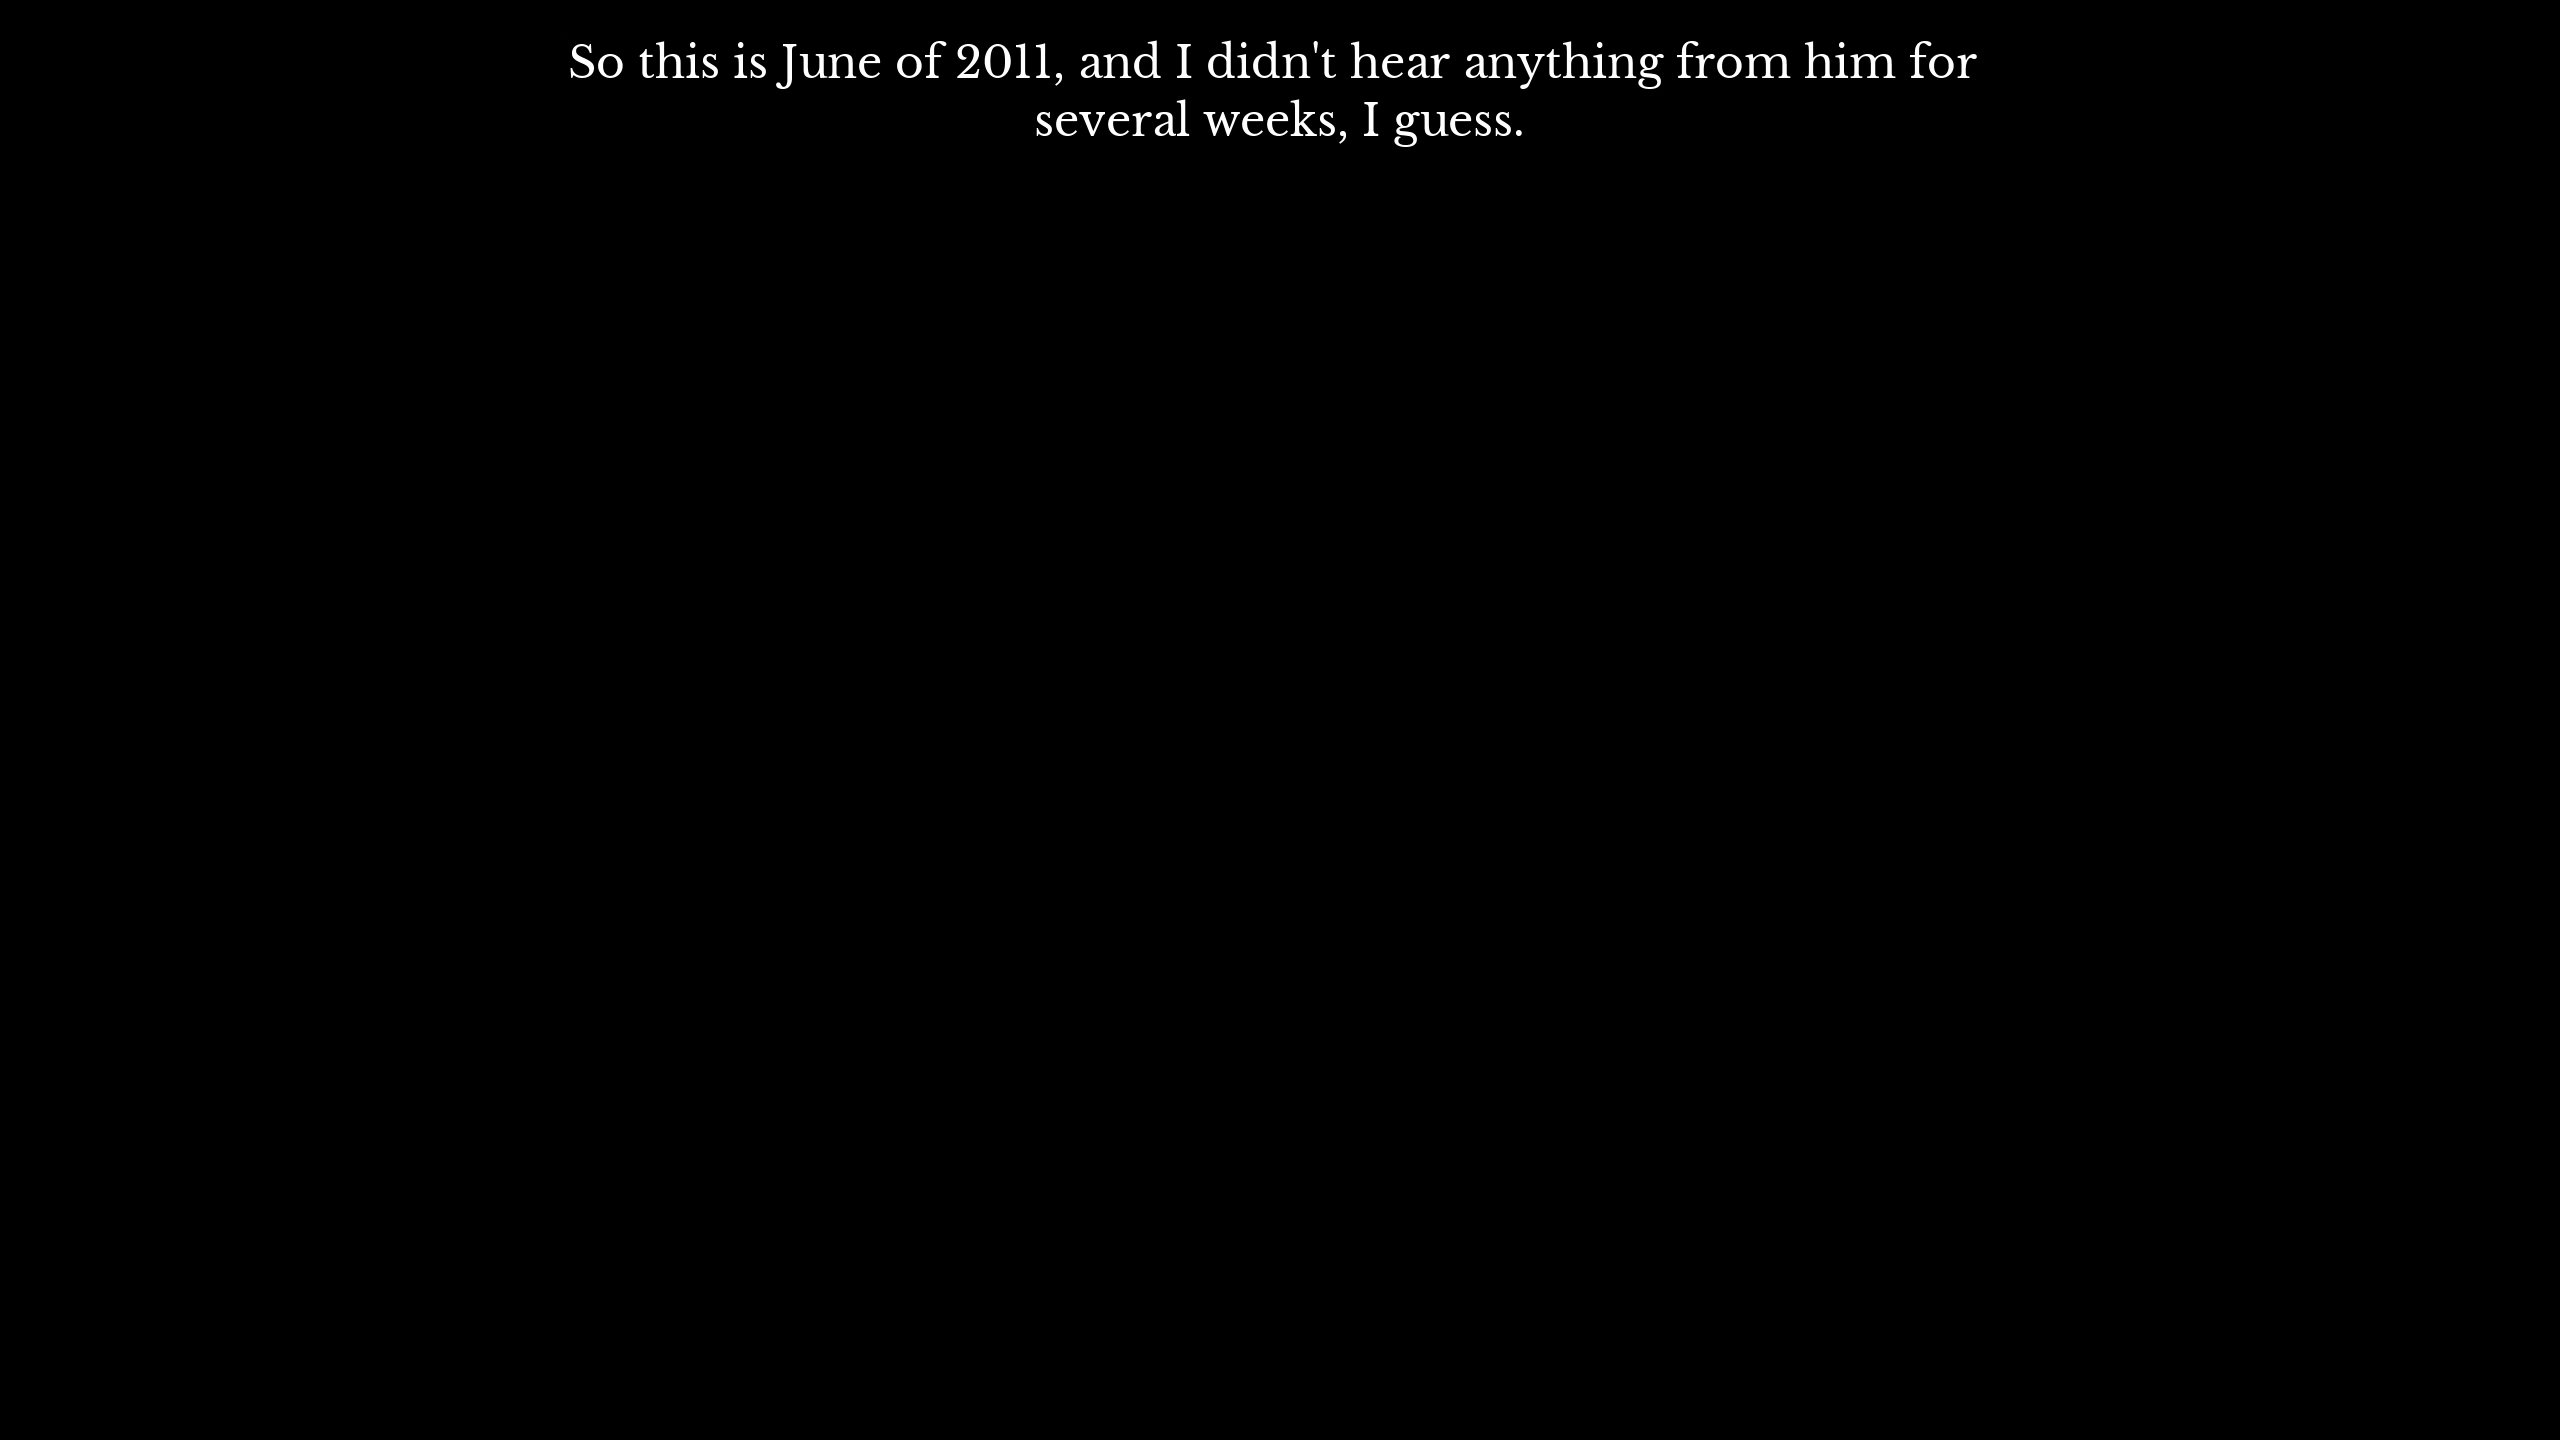 So this is June of 2011, and I didn't hear anything from him for
several weeks, I guess.